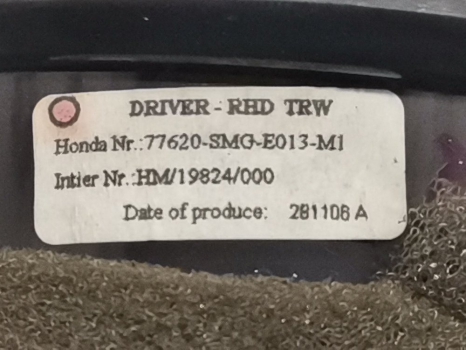 DRIVER - RHD TRW
Honda Nr.:77620-SMG-E013-M1
Intier Nr.:HM/19824/000
Date of produce: 281106 A